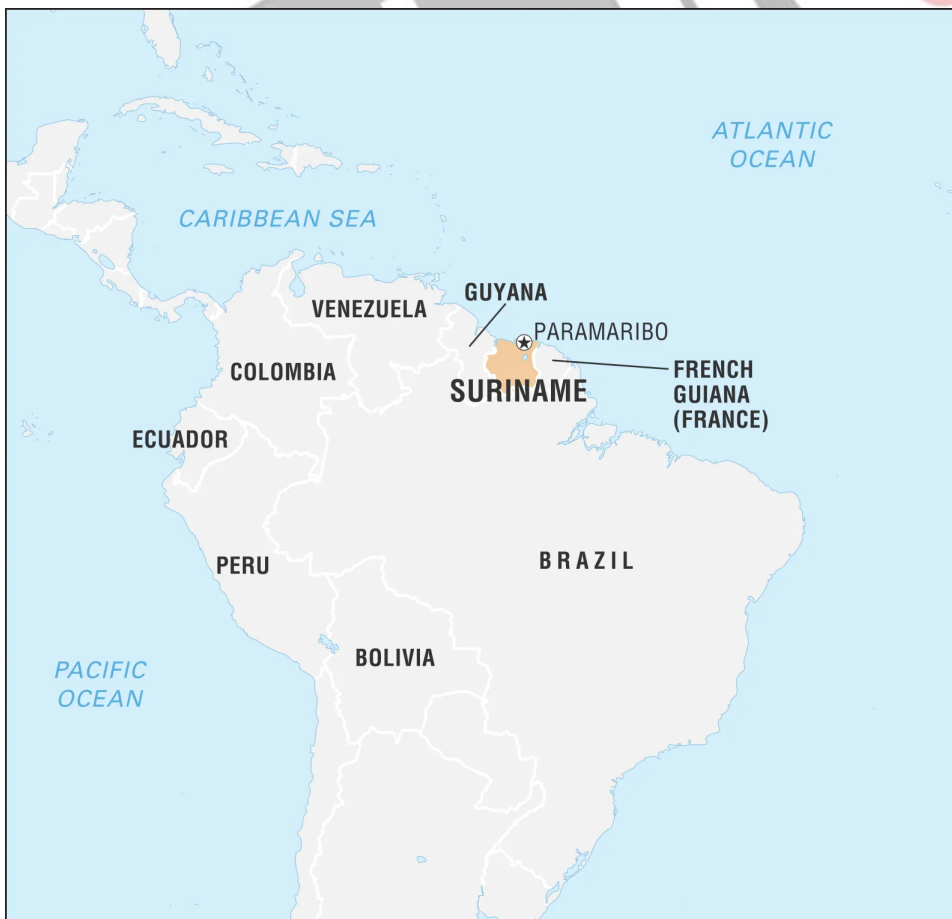 ATLANTIC
OCEAN
CARIBBEAN SEA
GUYANA
VENEZUELA
PARAMARIBO
COLOMBIA
FRENCH
GUIANA
(FRANCE)
SURINAME
ECUADOR
BRAZIL
PERU
BOLIVIA
PACIFIC
OCEAN